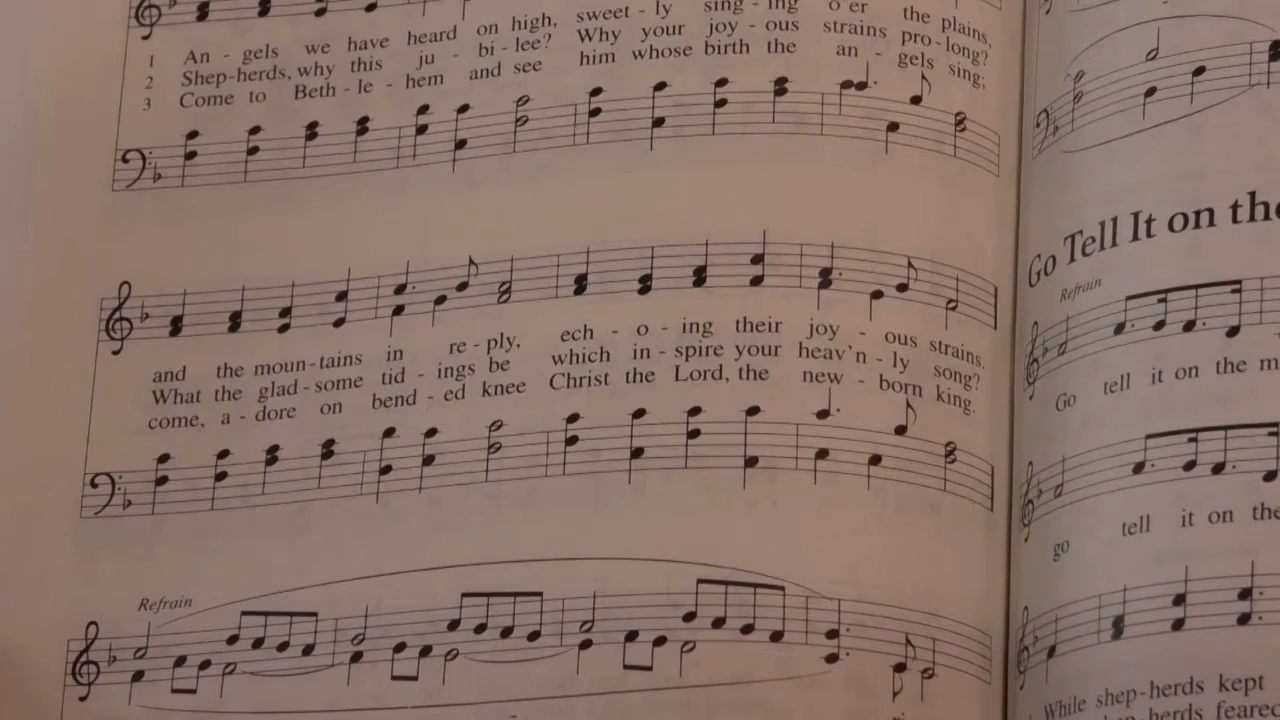 1 An - gels we have heard on high, sweet - ly sing - ing o'er the plains,
2 Shep-herds, why this ju - bi - lee? Why your joy - ous strains pro - long?
3 Come to Beth - le - hem and see him whose birth the an - gels sing;
and the moun - tains in re - ply, ech - o - ing their joy - ous strains.
What the glad - some tid - ings be which in - spire your heav'n - ly song?
come, a - dore on bend - ed knee Christ the Lord, the new - born king.
Refrain
Go Tell It on the
Refrain
Go tell it on the m
go tell it on the
While shep-herds kept
herds feared